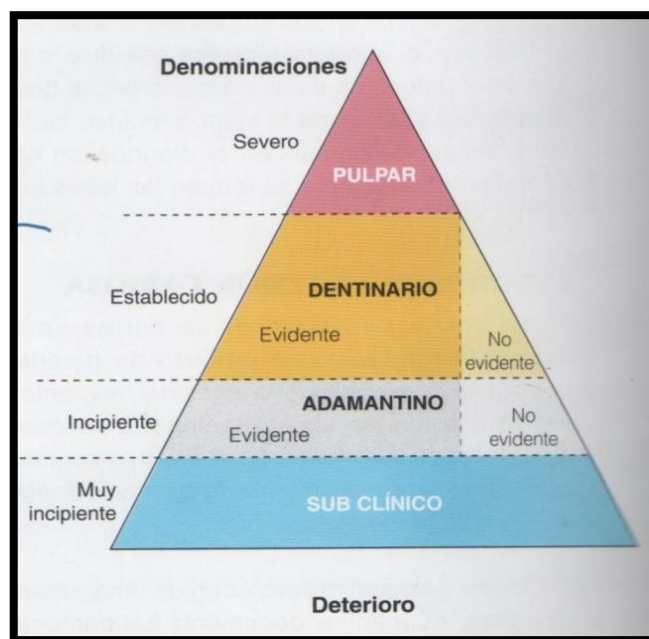 Denominaciones
Severo
PULPAR
Establecido
DENTINARIO
Evidente
No
evidente
ADAMANTINO
Incipiente
Evidente
No
evidente
Muy
incipiente
SUB CLÍNICO
Deterioro